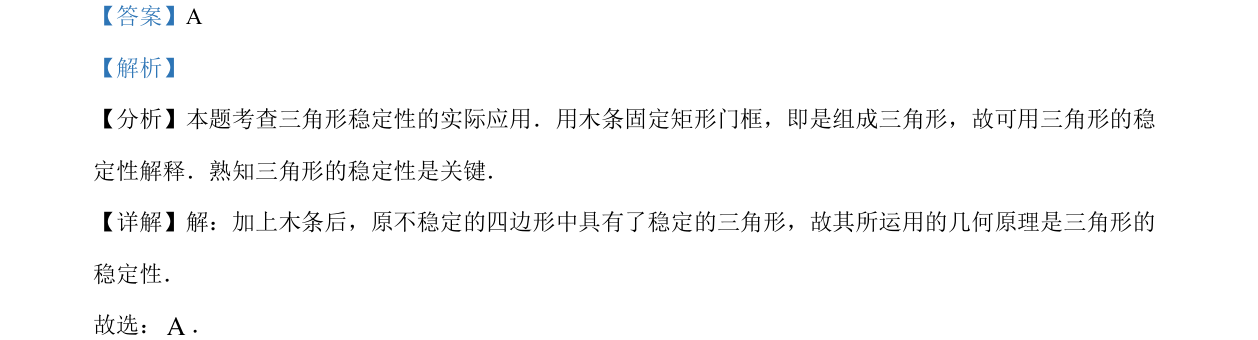 【答案】A
【解析】
【分析】本题考查三角形稳定性的实际应用．用木条固定矩形门框，即是组成三角形，故可用三角形的稳
定性解释．熟知三角形的稳定性是关键．
【详解】解：加上木条后，原不稳定的四边形中具有了稳定的三角形，故其所运用的几何原理是三角形的
稳定性．
故选：A．